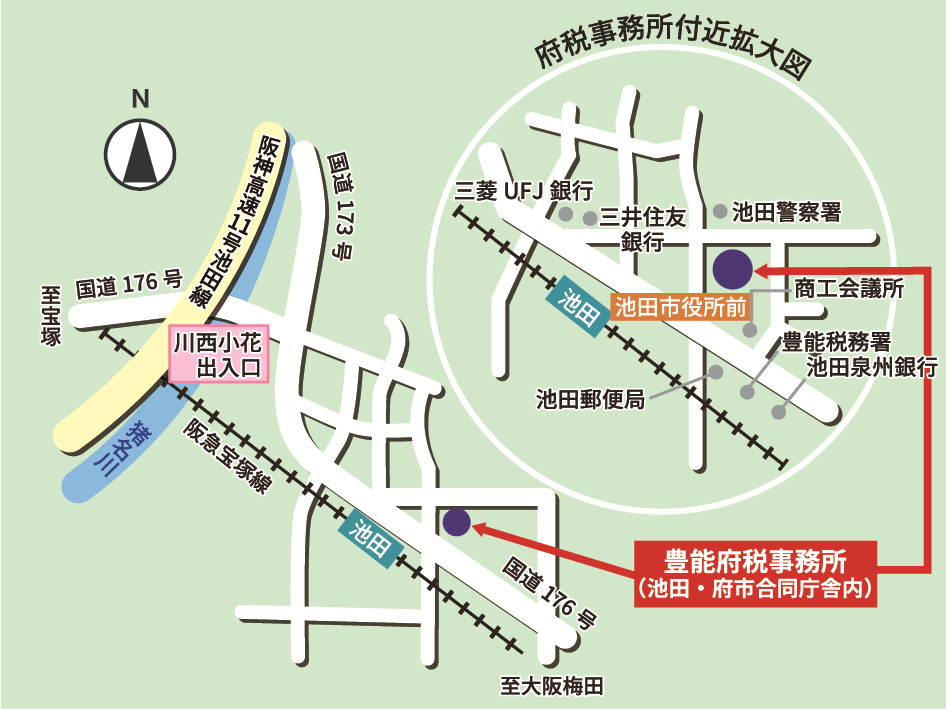 府税事務所付近拡大図
N
阪神高速11号池田線
国道173号
三菱UFJ銀行
三井住友
銀行
池田警察署
国道176号
至宝塚
池田
池田市役所前
商工会議所
川西小花
出入口
豊能税務署
池田泉州銀行
池田郵便局
猪名川
阪急宝塚線
池田
国道176号
豊能府税事務所
（池田・府市合同庁舎内）
至大阪梅田